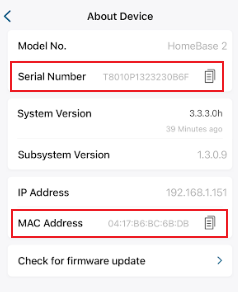 About Device
Model No. HomeBase 2
Serial Number T8010P1323230B6F
System Version 3.3.3.0h
39 Minutes ago
Subsystem Version 1.3.0.9
IP Address 192.168.1.151
MAC Address 04:17:B6:BC:6B:DB
Check for firmware update